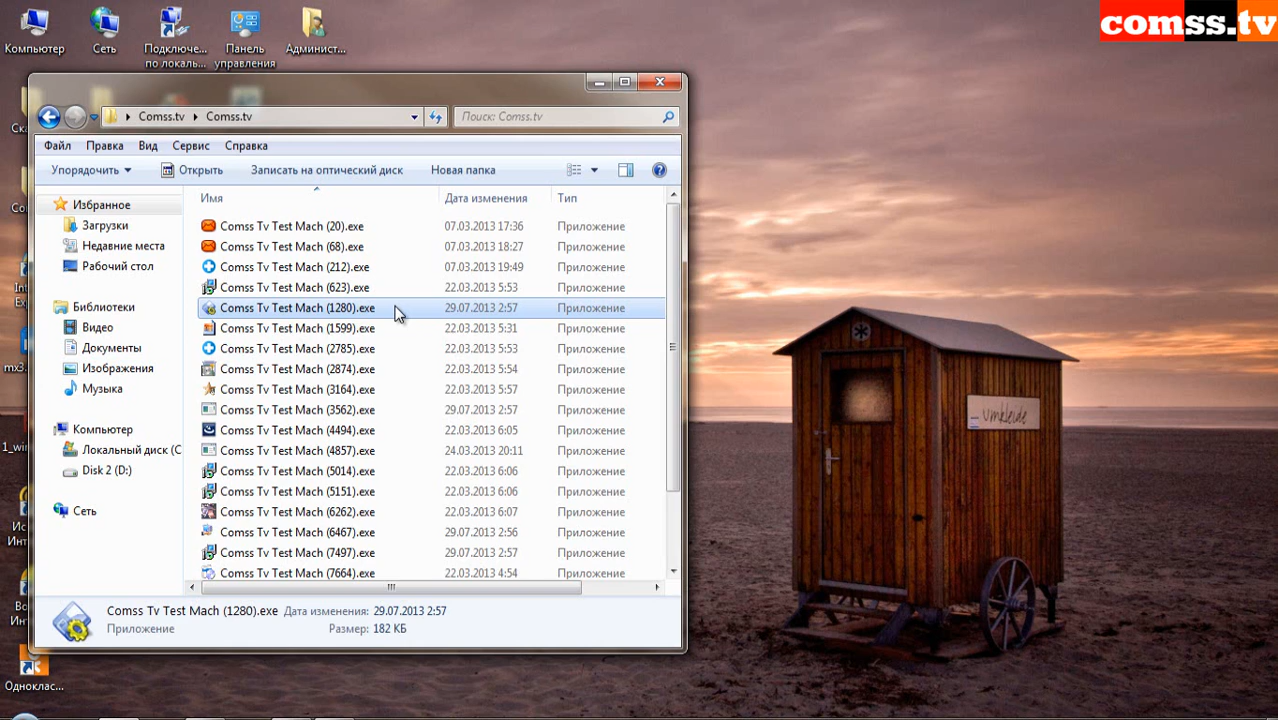 comss.tv
Компьютер
Сеть
Подключе...
по локаль...
Панель
управления
Админист...
Comss.tv
Comss.tv
Поиск: Comss.tv
Файл
Правка
Вид
Сервис
Справка
Упорядочить
Открыть
Записать на оптический диск
Новая папка
Имя
Дата изменения
Тип
Избранное
Загрузки
Недавние места
Рабочий стол
Библиотеки
Видео
Документы
Изображения
Музыка
Компьютер
Локальный диск (C
Disk 2 (D:)
Сеть
Comss Tv Test Mach (20).exe 07.03.2013 17:36 Приложение
Comss Tv Test Mach (68).exe 07.03.2013 18:27 Приложение
Comss Tv Test Mach (212).exe 07.03.2013 19:49 Приложение
Comss Tv Test Mach (623).exe 22.03.2013 5:53 Приложение
Comss Tv Test Mach (1280).exe 29.07.2013 2:57 Приложение
Comss Tv Test Mach (1599).exe 22.03.2013 5:31 Приложение
Comss Tv Test Mach (2785).exe 22.03.2013 5:53 Приложение
Comss Tv Test Mach (2874).exe 22.03.2013 5:54 Приложение
Comss Tv Test Mach (3164).exe 22.03.2013 5:57 Приложение
Comss Tv Test Mach (3562).exe 29.07.2013 2:57 Приложение
Comss Tv Test Mach (4494).exe 22.03.2013 6:05 Приложение
Comss Tv Test Mach (4857).exe 24.03.2013 20:11 Приложение
Comss Tv Test Mach (5014).exe 22.03.2013 6:06 Приложение
Comss Tv Test Mach (5151).exe 22.03.2013 6:06 Приложение
Comss Tv Test Mach (6262).exe 22.03.2013 6:07 Приложение
Comss Tv Test Mach (6467).exe 29.07.2013 2:56 Приложение
Comss Tv Test Mach (7497).exe 29.07.2013 2:57 Приложение
Comss Tv Test Mach (7664).exe 22.03.2013 4:54 Приложение
Comss Tv Test Mach (1280).exe Дата изменения: 29.07.2013 2:57
Приложение Размер: 182 КБ
Одноклас...
umkleide